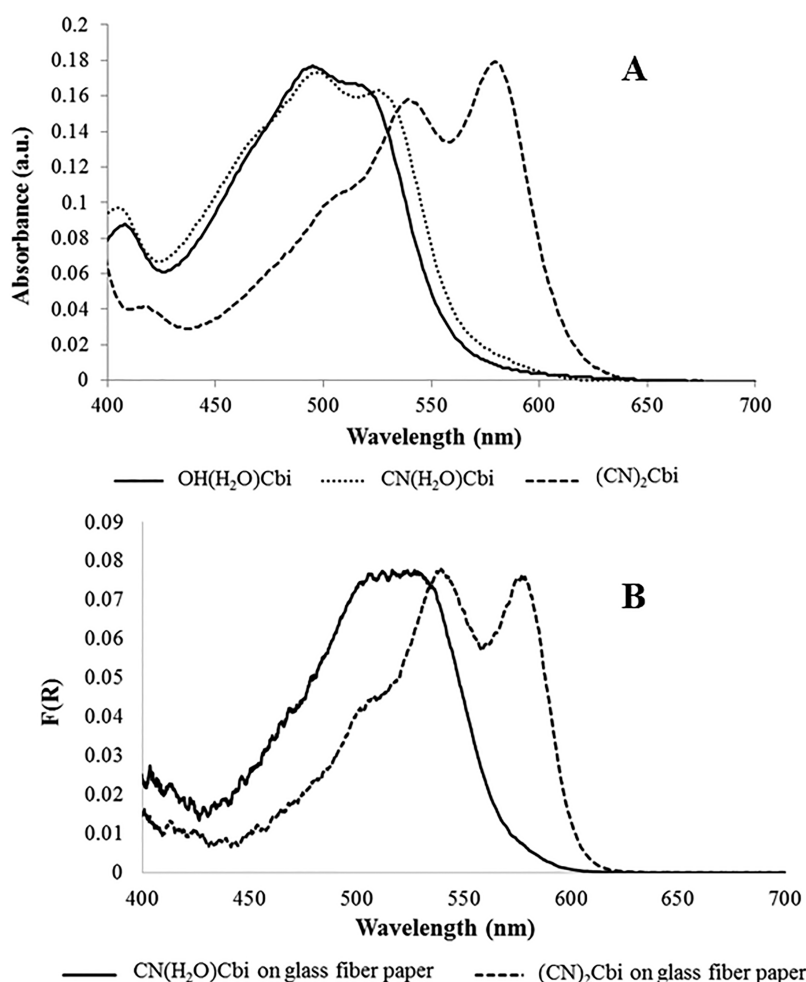 A
Absorbance (a.u.)
0.2
0.18
0.16
0.14
0.12
0.1
0.08
0.06
0.04
0.02
0
400 450 500 550 600 650 700
Wavelength (nm)
OH(H₂O)Cbi CN(H₂O)Cbi (CN)₂Cbi
B
F(R)
0.09
0.08
0.07
0.06
0.05
0.04
0.03
0.02
0.01
0
400 450 500 550 600 650 700
Wavelength (nm)
CN(H₂O)Cbi on glass fiber paper (CN)₂Cbi on glass fiber paper